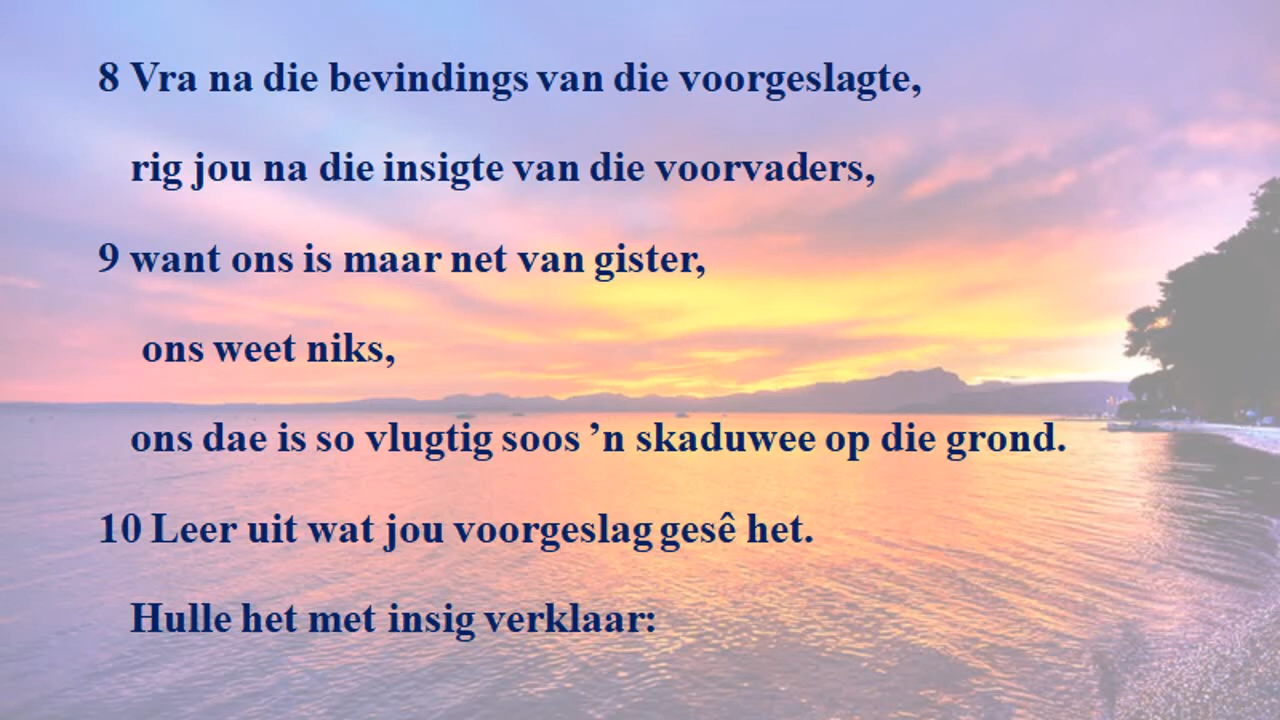 8 Vra na die bevindings van die voorgeslagte,
rig jou na die insigte van die voorvaders,
9 want ons is maar net van gister,
ons weet niks,
ons dae is so vlugtig soos ’n skaduwee op die grond.
10 Leer uit wat jou voorgeslag gesê het.
Hulle het met insig verklaar: